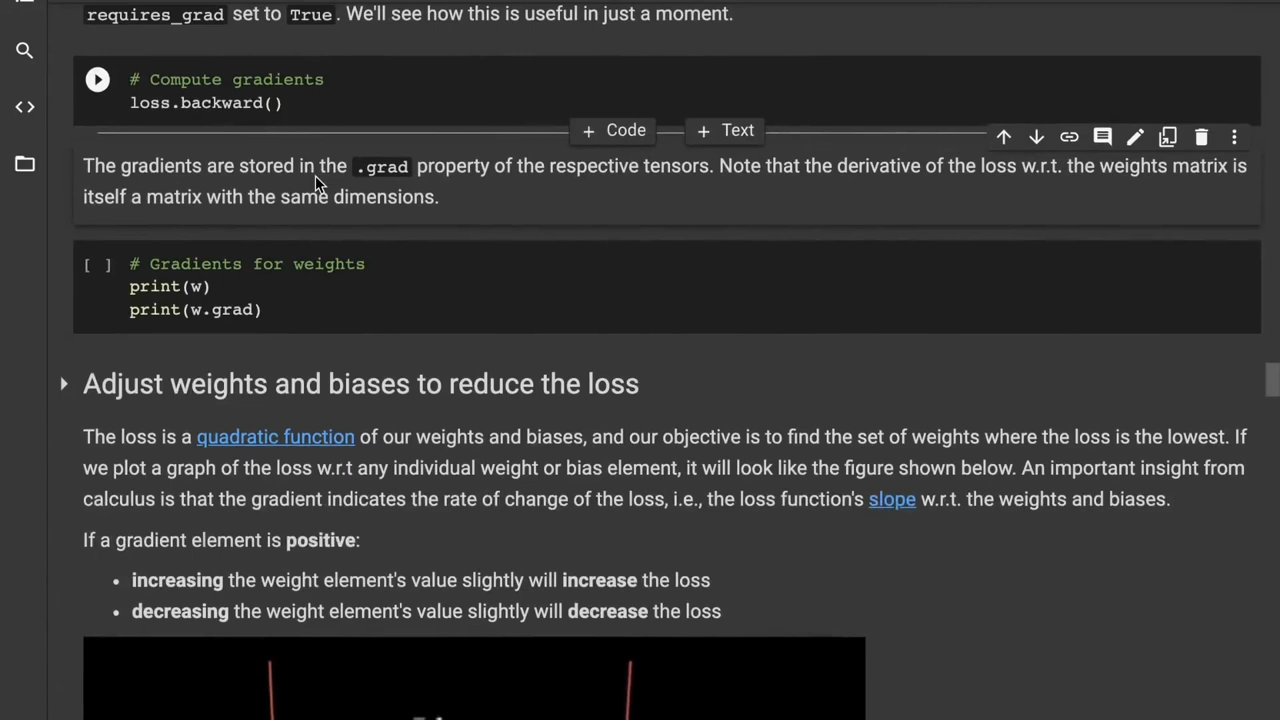 requires_grad set to True. We'll see how this is useful in just a moment.
# Compute gradients
loss.backward()
+ Code + Text
The gradients are stored in the .grad property of the respective tensors. Note that the derivative of the loss w.r.t. the weights matrix is
itself a matrix with the same dimensions.
[ ] # Gradients for weights
print(w)
print(w.grad)
Adjust weights and biases to reduce the loss
The loss is a quadratic function of our weights and biases, and our objective is to find the set of weights where the loss is the lowest. If
we plot a graph of the loss w.r.t any individual weight or bias element, it will look like the figure shown below. An important insight from
calculus is that the gradient indicates the rate of change of the loss, i.e., the loss function's slope w.r.t. the weights and biases.
If a gradient element is positive:
• increasing the weight element's value slightly will increase the loss
• decreasing the weight element's value slightly will decrease the loss